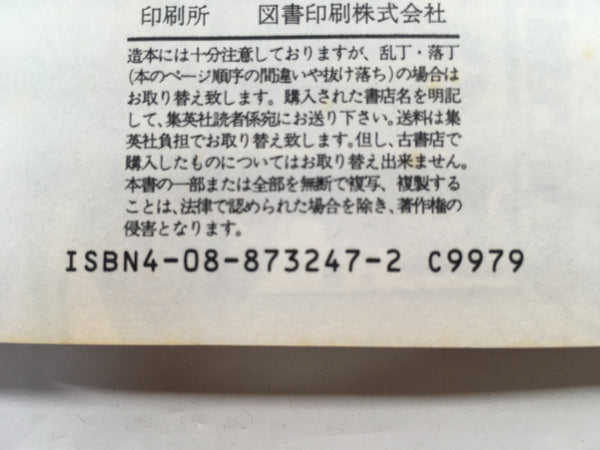 印刷所　図書印刷株式会社
造本には十分注意しておりますが、乱丁・落丁
(本のページ順序の間違いや抜け落ち)の場合は
お取り替え致します。購入された書店名を明記
して、集英社読者係宛にお送り下さい。送料は集
英社負担でお取り替え致します。但し、古書店で
購入したものについてはお取り替え出来ません。
本書の一部または全部を無断で複写、複製する
ことは、法律で認められた場合を除き、著作権の
侵害となります。
ISBN4-08-873247-2 C9979